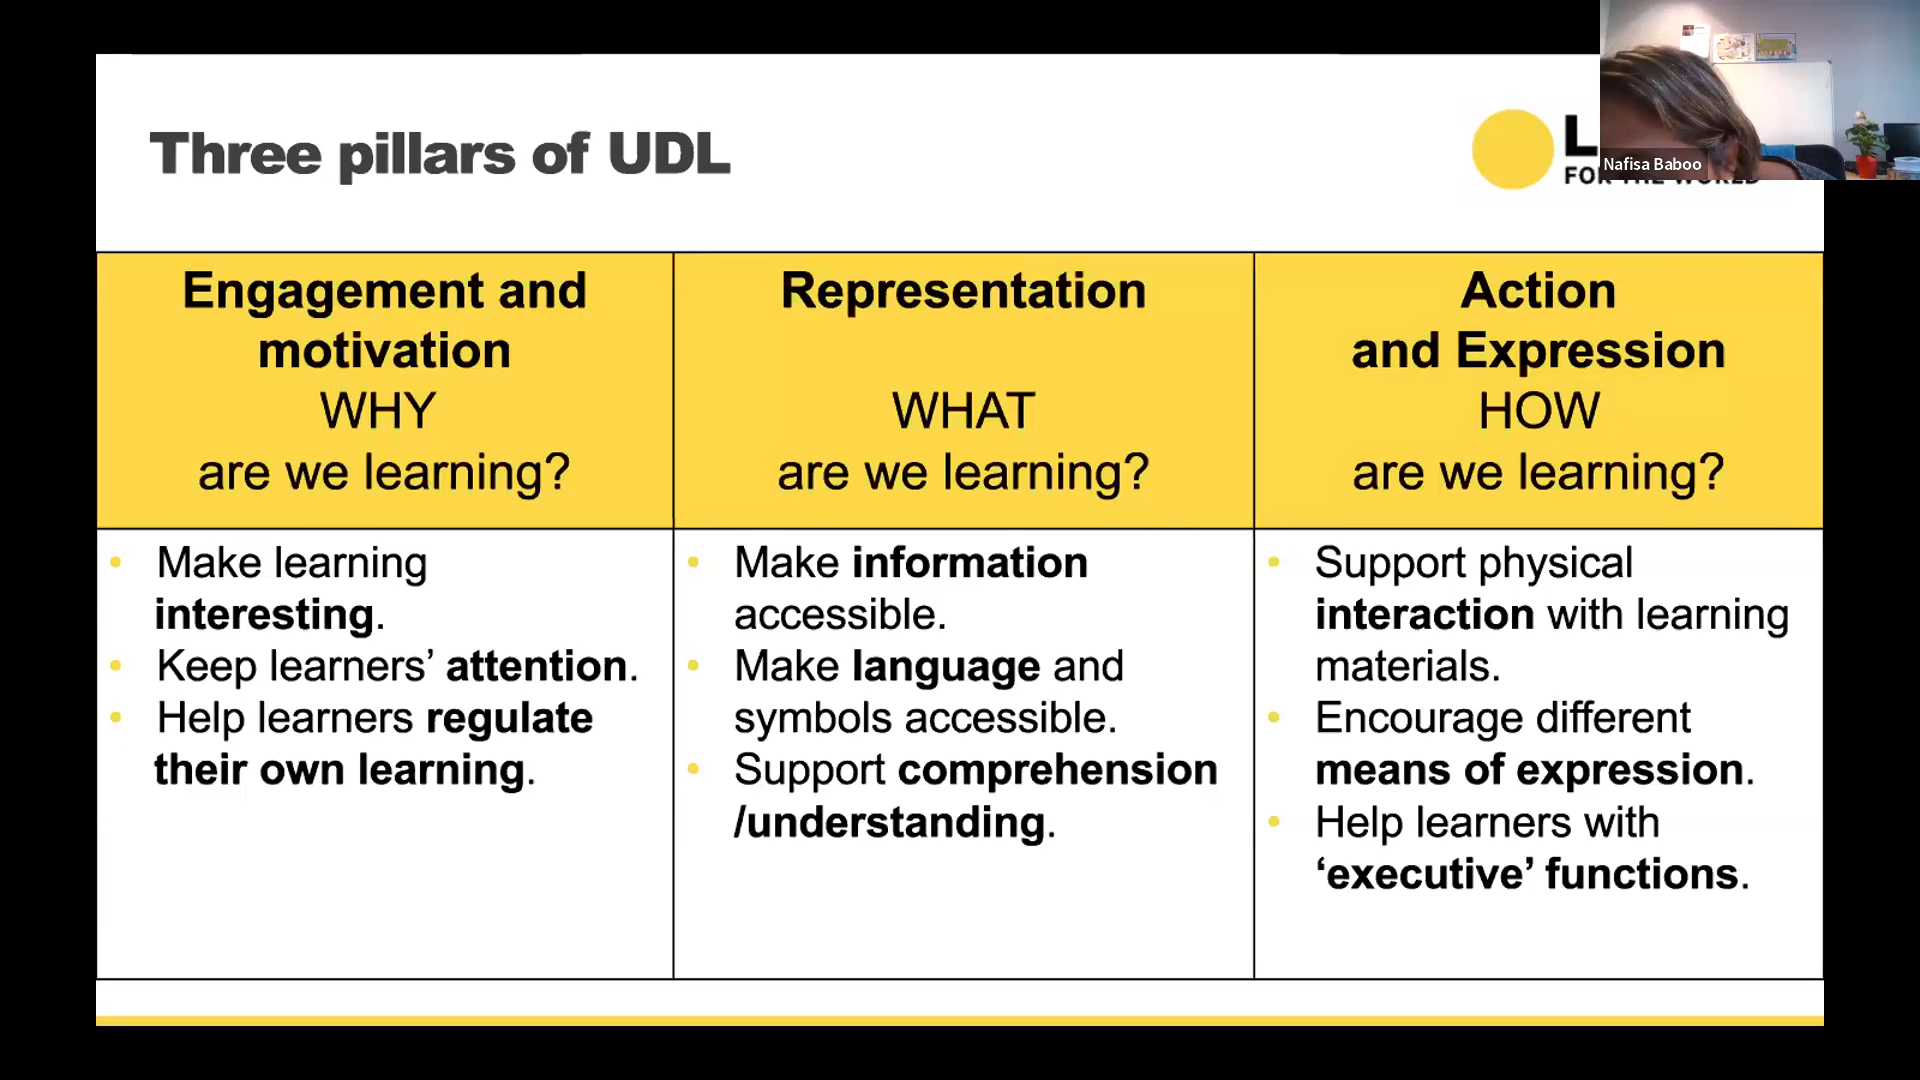 Three pillars of UDL
L
FOR THE WORLD
Nafisa Baboo
Engagement and
motivation
WHY
are we learning?
Representation
WHAT
are we learning?
Action
and Expression
HOW
are we learning?
• Make learning
interesting.
• Keep learners’ attention.
• Help learners regulate
their own learning.
• Make information
accessible.
• Make language and
symbols accessible.
• Support comprehension
/understanding.
• Support physical
interaction with learning
materials.
• Encourage different
means of expression.
• Help learners with
‘executive’ functions.